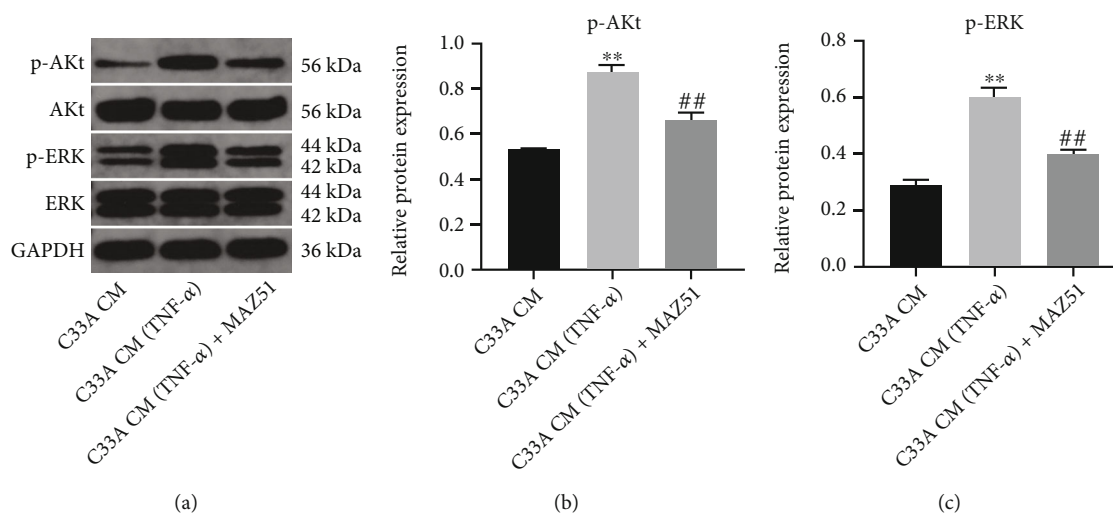 p-AKt
56 kDa
AKt
56 kDa
p-ERK
44 kDa
42 kDa
ERK
44 kDa
42 kDa
GAPDH
36 kDa
C33A CM
C33A CM (TNF-α)
C33A CM (TNF-α) + MAZ51
(a)
p-AKt
Relative protein expression
1.0
0.8
0.6
0.4
0.2
0.0
**
##
C33A CM
C33A CM (TNF-α)
C33A CM (TNF-α) + MAZ51
(b)
p-ERK
Relative protein expression
0.8
0.6
0.4
0.2
0.0
**
##
C33A CM
C33A CM (TNF-α)
C33A CM (TNF-α) + MAZ51
(c)